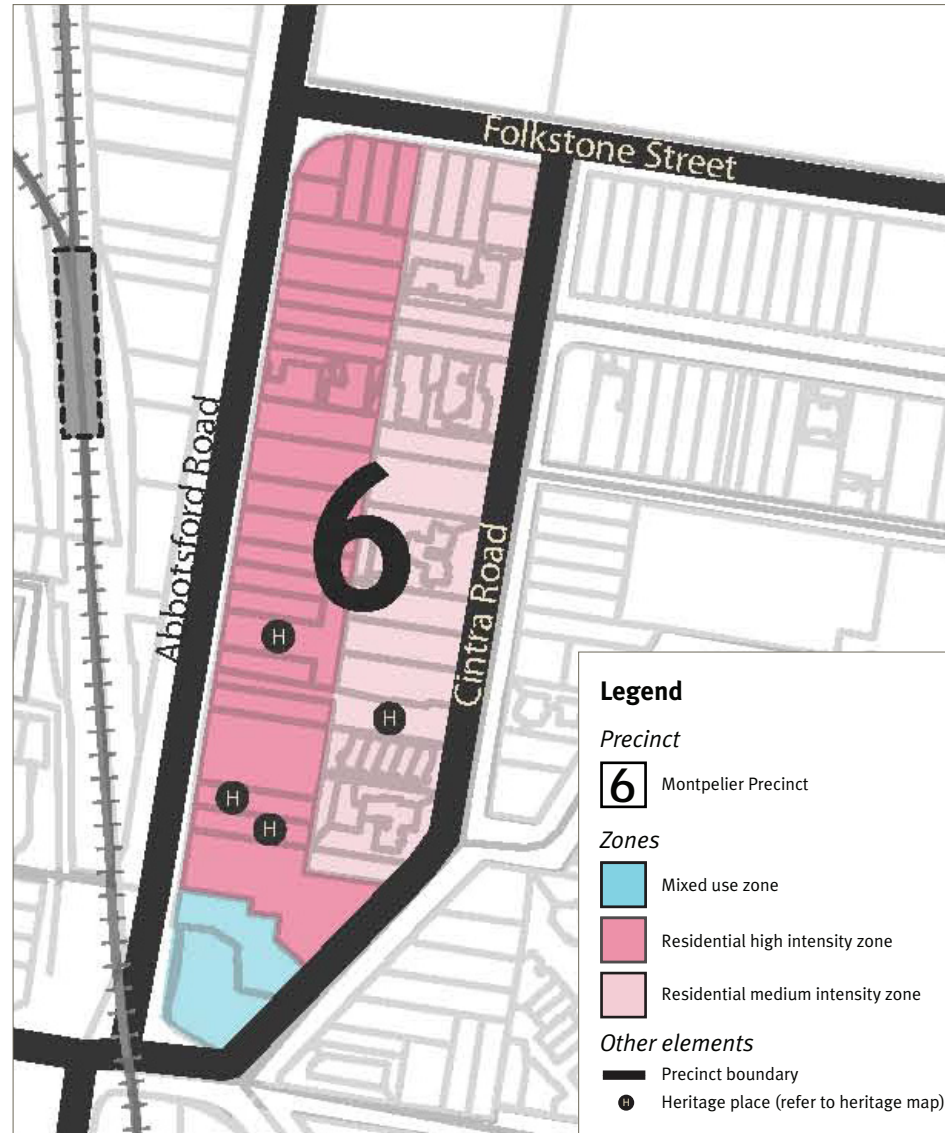 Folkstone Street
Abbotsford Road
6
Cintra Road
H
H
H
H
Legend
Precinct
6 Montpelier Precinct
Zones
Mixed use zone
Residential high intensity zone
Residential medium intensity zone
Other elements
Precinct boundary
H Heritage place (refer to heritage map)